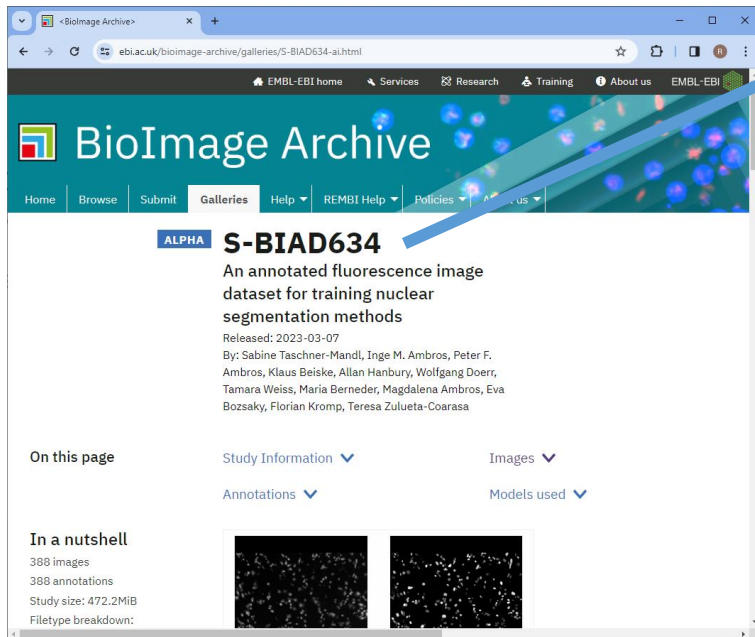 <BioImage Archive>
ebi.ac.uk/bioimage-archive/galleries/S-BIAD634-ai.html
R
EMBL-EBI home Services Research Training About us EMBL-EBI
BioImage Archive
Home Browse Submit Galleries Help REMBI Help Policies us
ALPHA S-BIAD634
An annotated fluorescence image
dataset for training nuclear
segmentation methods
Released: 2023-03-07
By: Sabine Taschner-Mandl, Inge M. Ambros, Peter F.
Ambros, Klaus Beiske, Allan Hanbury, Wolfgang Doerr,
Tamara Weiss, Maria Berneder, Magdalena Ambros, Eva
Bozsaky, Florian Kromp, Teresa Zulueta-Coarasa
On this page Study Information Images
Annotations Models used
In a nutshell
388 images
388 annotations
Study size: 472.2MiB
Filetype breakdown: